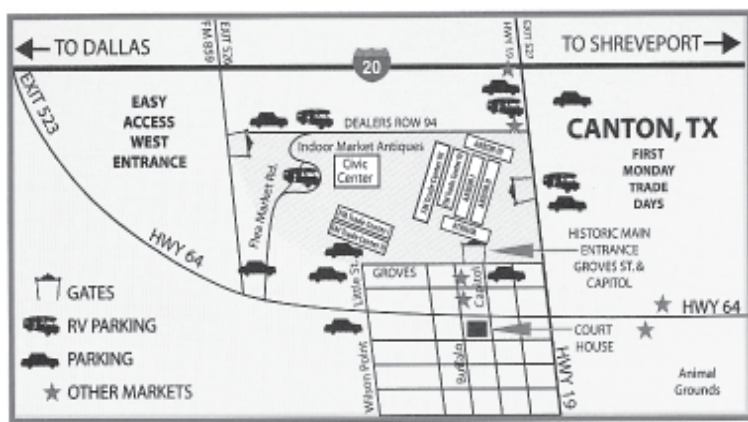 TO DALLAS
FM 859
EXIT 526
HWY 19
EXIT 527
TO SHREVEPORT
20
EXIT 523
EASY
ACCESS
WEST
ENTRANCE
DEALERS ROW 94
Indoor Market Antiques
Civic
Center
Flea Market Rd.
CANTON, TX
FIRST
MONDAY
TRADE
DAYS
HISTORIC MAIN
ENTRANCE
GROVES ST. &
CAPITOL
HWY 64
Little St.
GROVES
Capitol
HWY 64
GATES
RV PARKING
PARKING
OTHER MARKETS
COURT
HOUSE
Wilson Point
Buffalo
HWY 19
Animal
Grounds